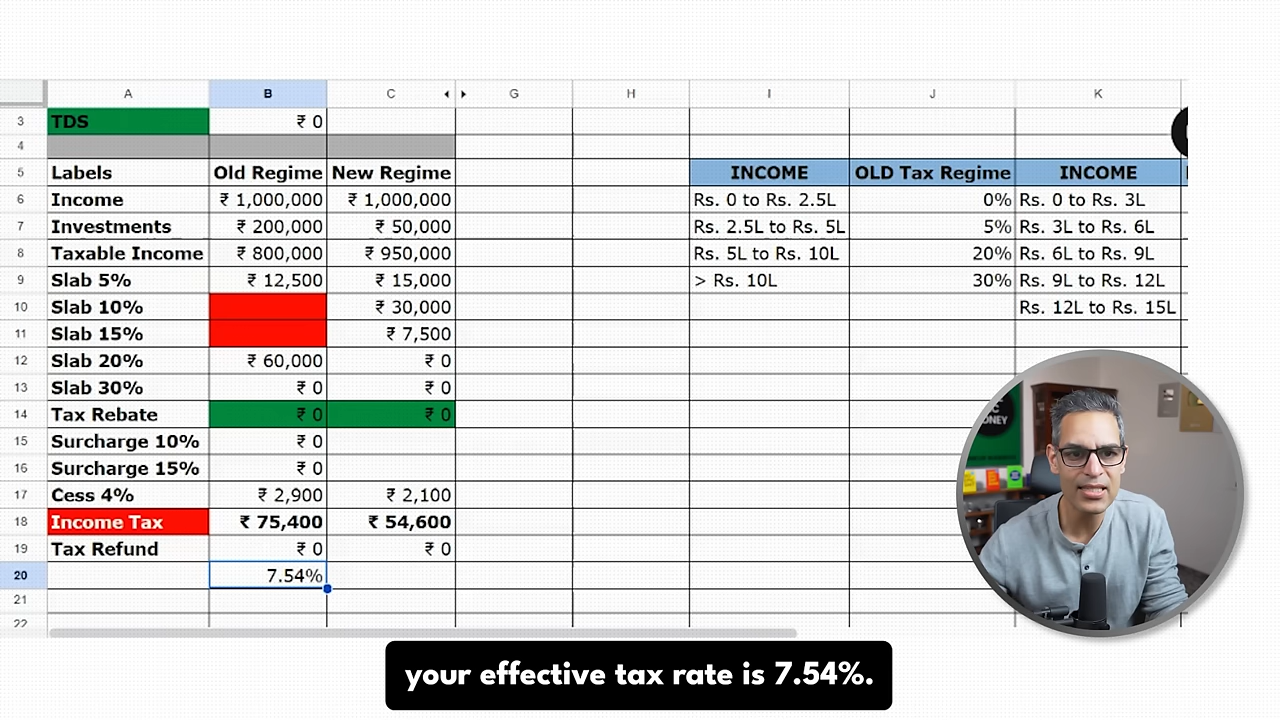 A B C G H I J K
3 TDS ₹ 0
4
5 Labels Old Regime New Regime INCOME OLD Tax Regime INCOME
6 Income ₹ 1,000,000 ₹ 1,000,000 Rs. 0 to Rs. 2.5L 0% Rs. 0 to Rs. 3L
7 Investments ₹ 200,000 ₹ 50,000 Rs. 2.5L to Rs. 5L 5% Rs. 3L to Rs. 6L
8 Taxable Income ₹ 800,000 ₹ 950,000 Rs. 5L to Rs. 10L 20% Rs. 6L to Rs. 9L
9 Slab 5% ₹ 12,500 ₹ 15,000 > Rs. 10L 30% Rs. 9L to Rs. 12L
10 Slab 10% ₹ 30,000 Rs. 12L to Rs. 15L
11 Slab 15% ₹ 7,500
12 Slab 20% ₹ 60,000 ₹ 0
13 Slab 30% ₹ 0 ₹ 0
14 Tax Rebate ₹ 0 ₹ 0
15 Surcharge 10% ₹ 0
16 Surcharge 15% ₹ 0
17 Cess 4% ₹ 2,900 ₹ 2,100
18 Income Tax ₹ 75,400 ₹ 54,600
19 Tax Refund ₹ 0 ₹ 0
20 7.54%
21
22
your effective tax rate is 7.54%.